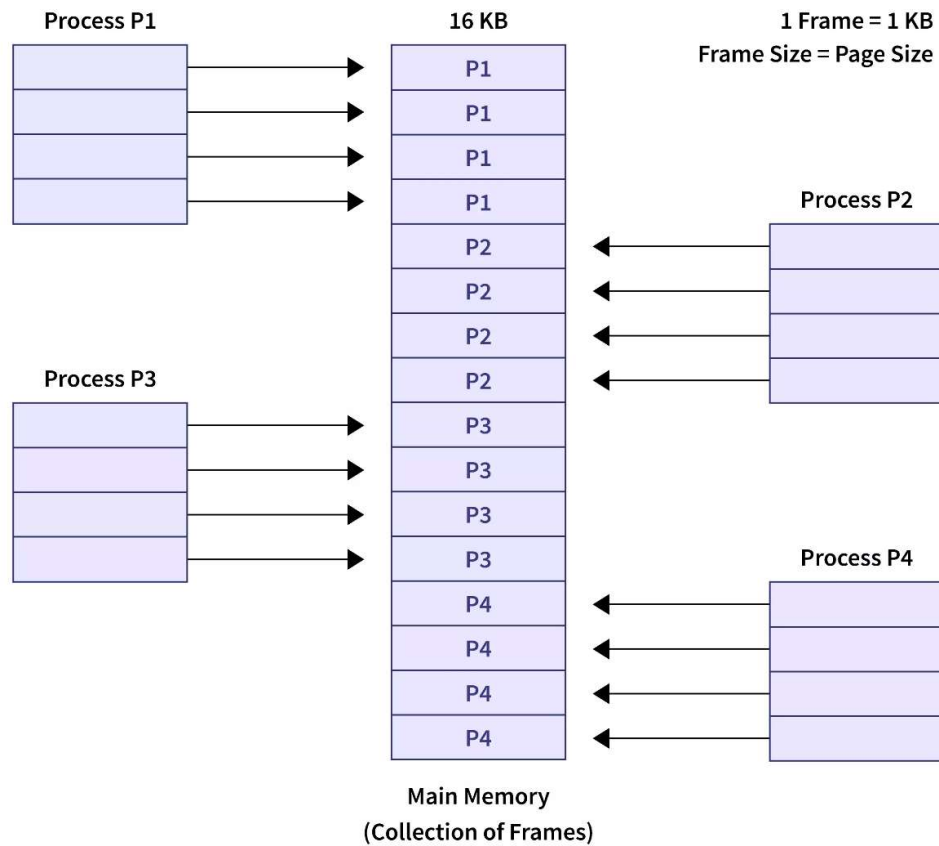 Process P1
16 KB
1 Frame = 1 KB
Frame Size = Page Size
P1
P1
P1
P1
Process P2
P2
P2
P2
P2
Process P3
P3
P3
P3
P3
Process P4
P4
P4
P4
P4
Main Memory
(Collection of Frames)